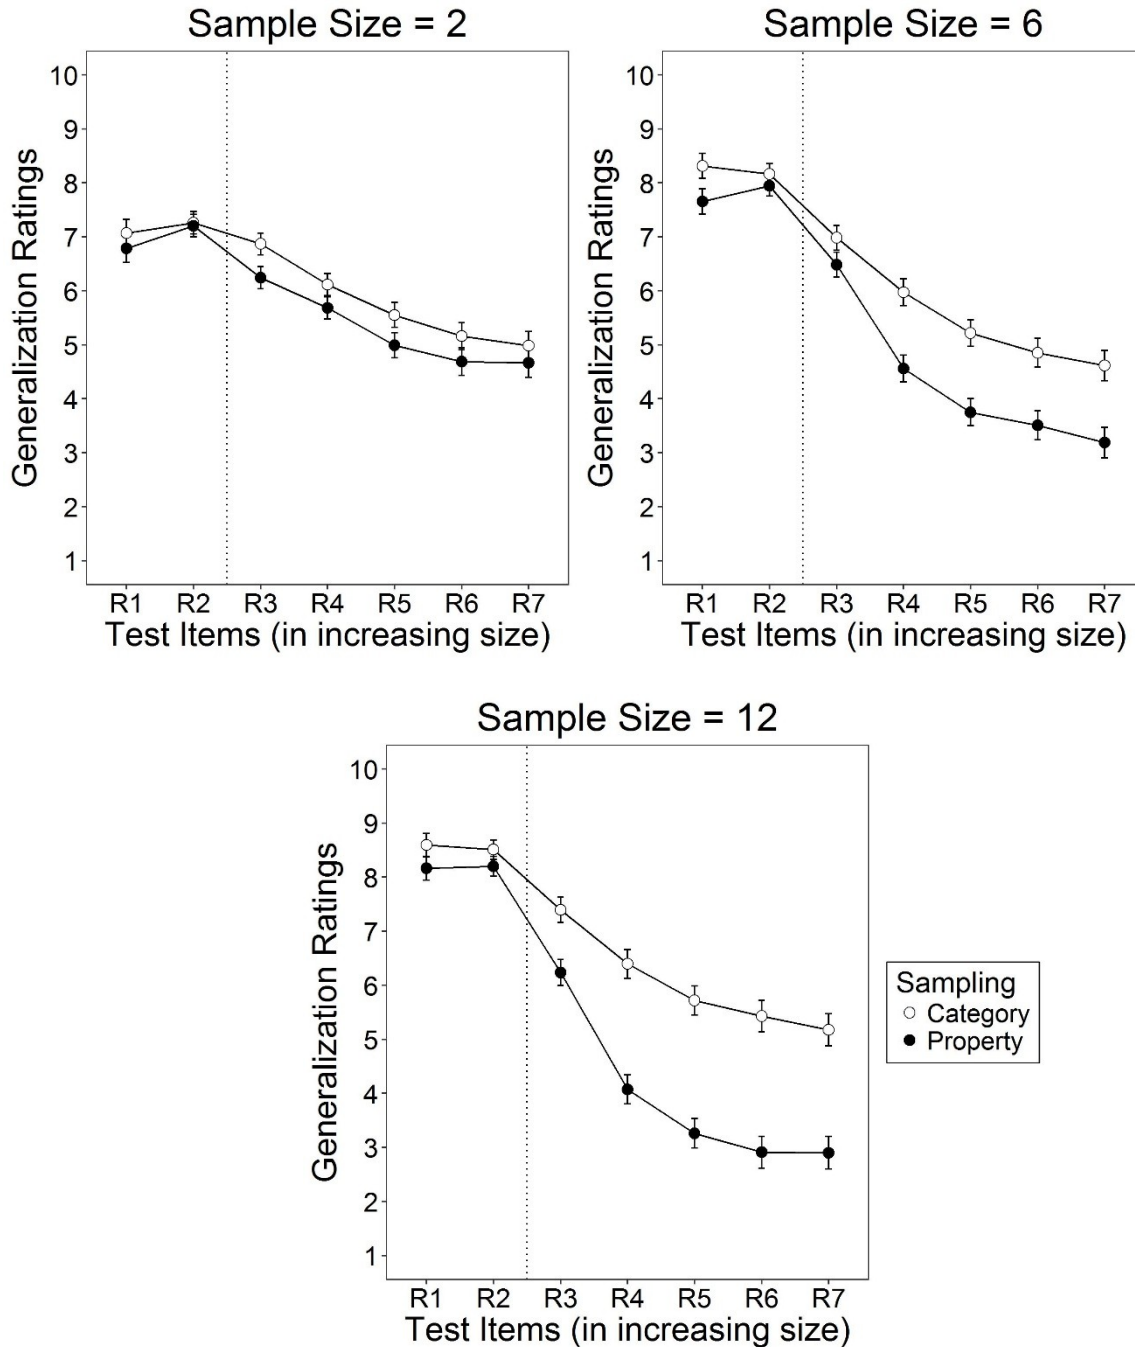 Sample Size = 2
Generalization Ratings
10
9
8
7
6
5
4
3
2
1
R1 R2 R3 R4 R5 R6 R7
Test Items (in increasing size)
Sample Size = 6
Generalization Ratings
10
9
8
7
6
5
4
3
2
1
R1 R2 R3 R4 R5 R6 R7
Test Items (in increasing size)
Sample Size = 12
Generalization Ratings
10
9
8
7
6
5
4
3
2
1
R1 R2 R3 R4 R5 R6 R7
Test Items (in increasing size)
Sampling
Category
Property